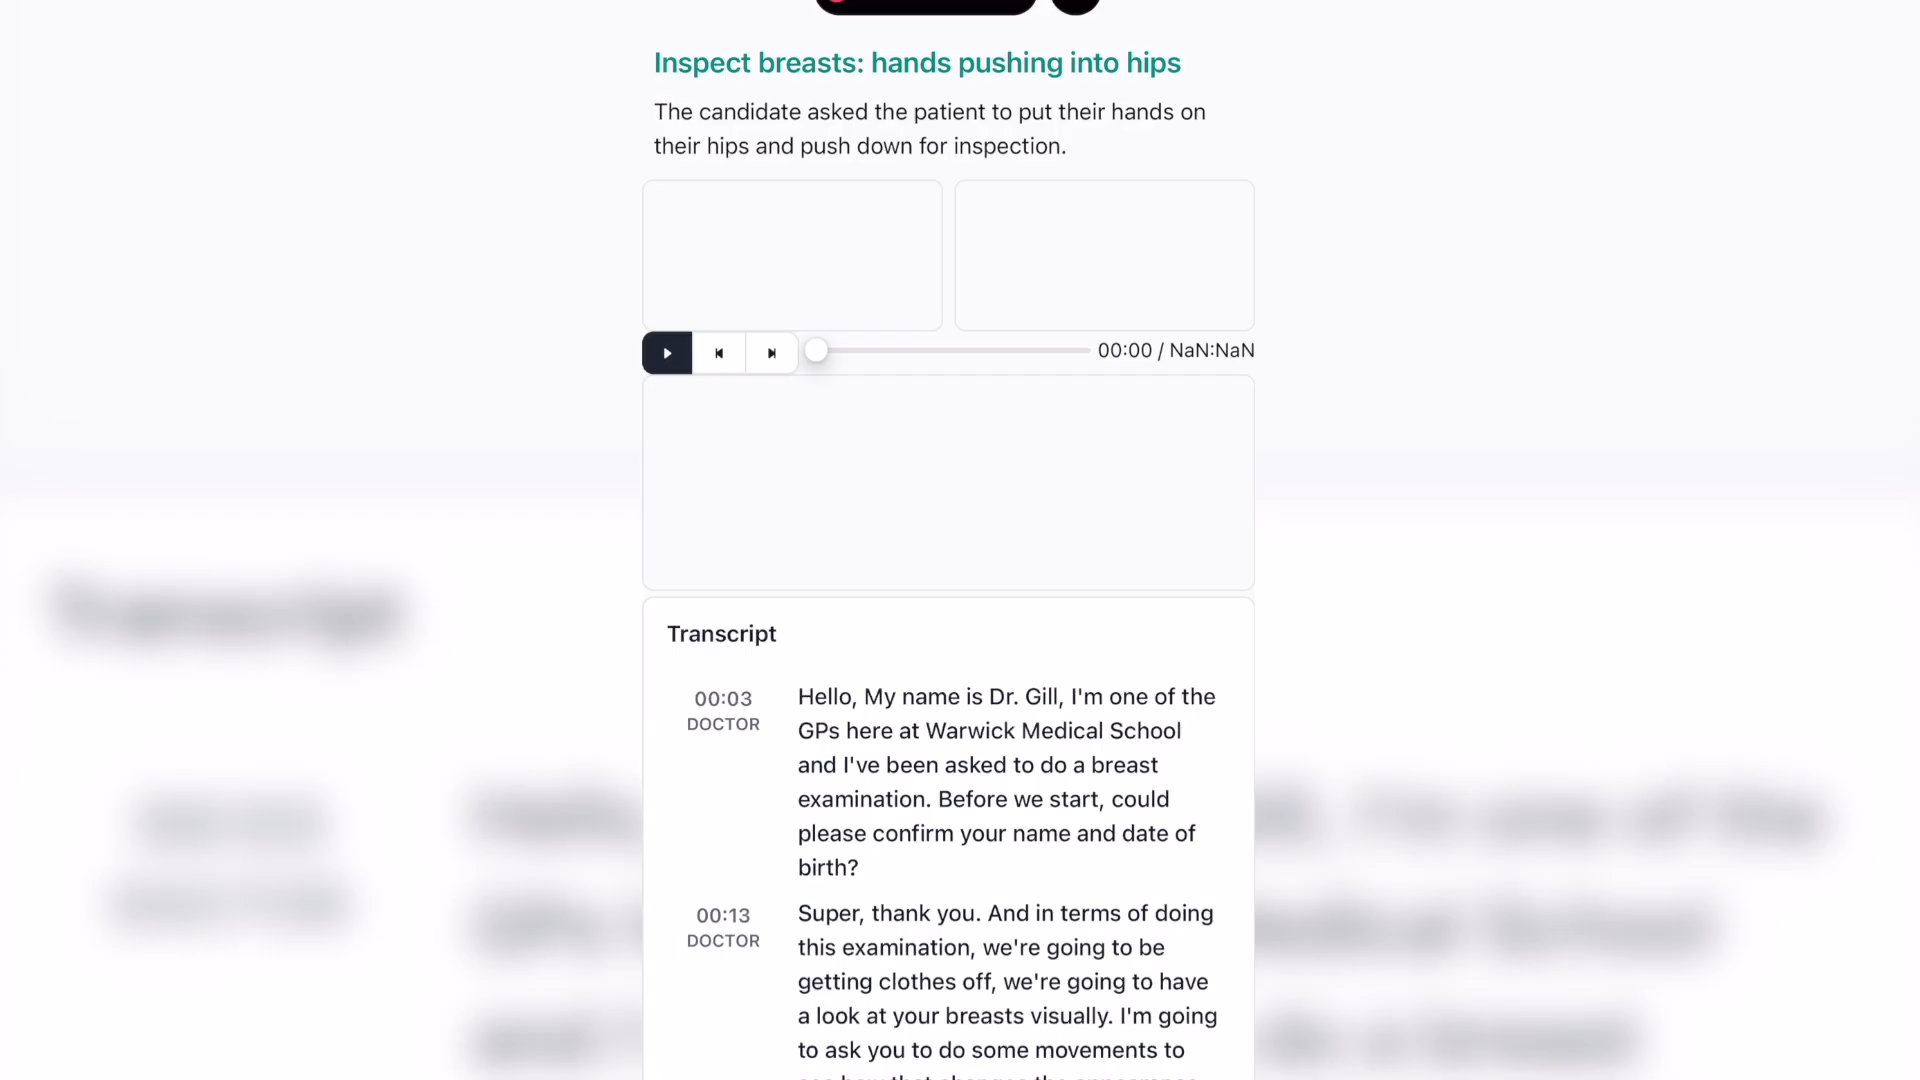 Inspect breasts: hands pushing into hips
The candidate asked the patient to put their hands on
their hips and push down for inspection.
00:00 / NaN:NaN
Transcript
00:03
DOCTOR
Hello, My name is Dr. Gill, I'm one of the
GPs here at Warwick Medical School
and I've been asked to do a breast
examination. Before we start, could
please confirm your name and date of
birth?
00:13
DOCTOR
Super, thank you. And in terms of doing
this examination, we're going to be
getting clothes off, we're going to have
a look at your breasts visually. I'm going
to ask you to do some movements to